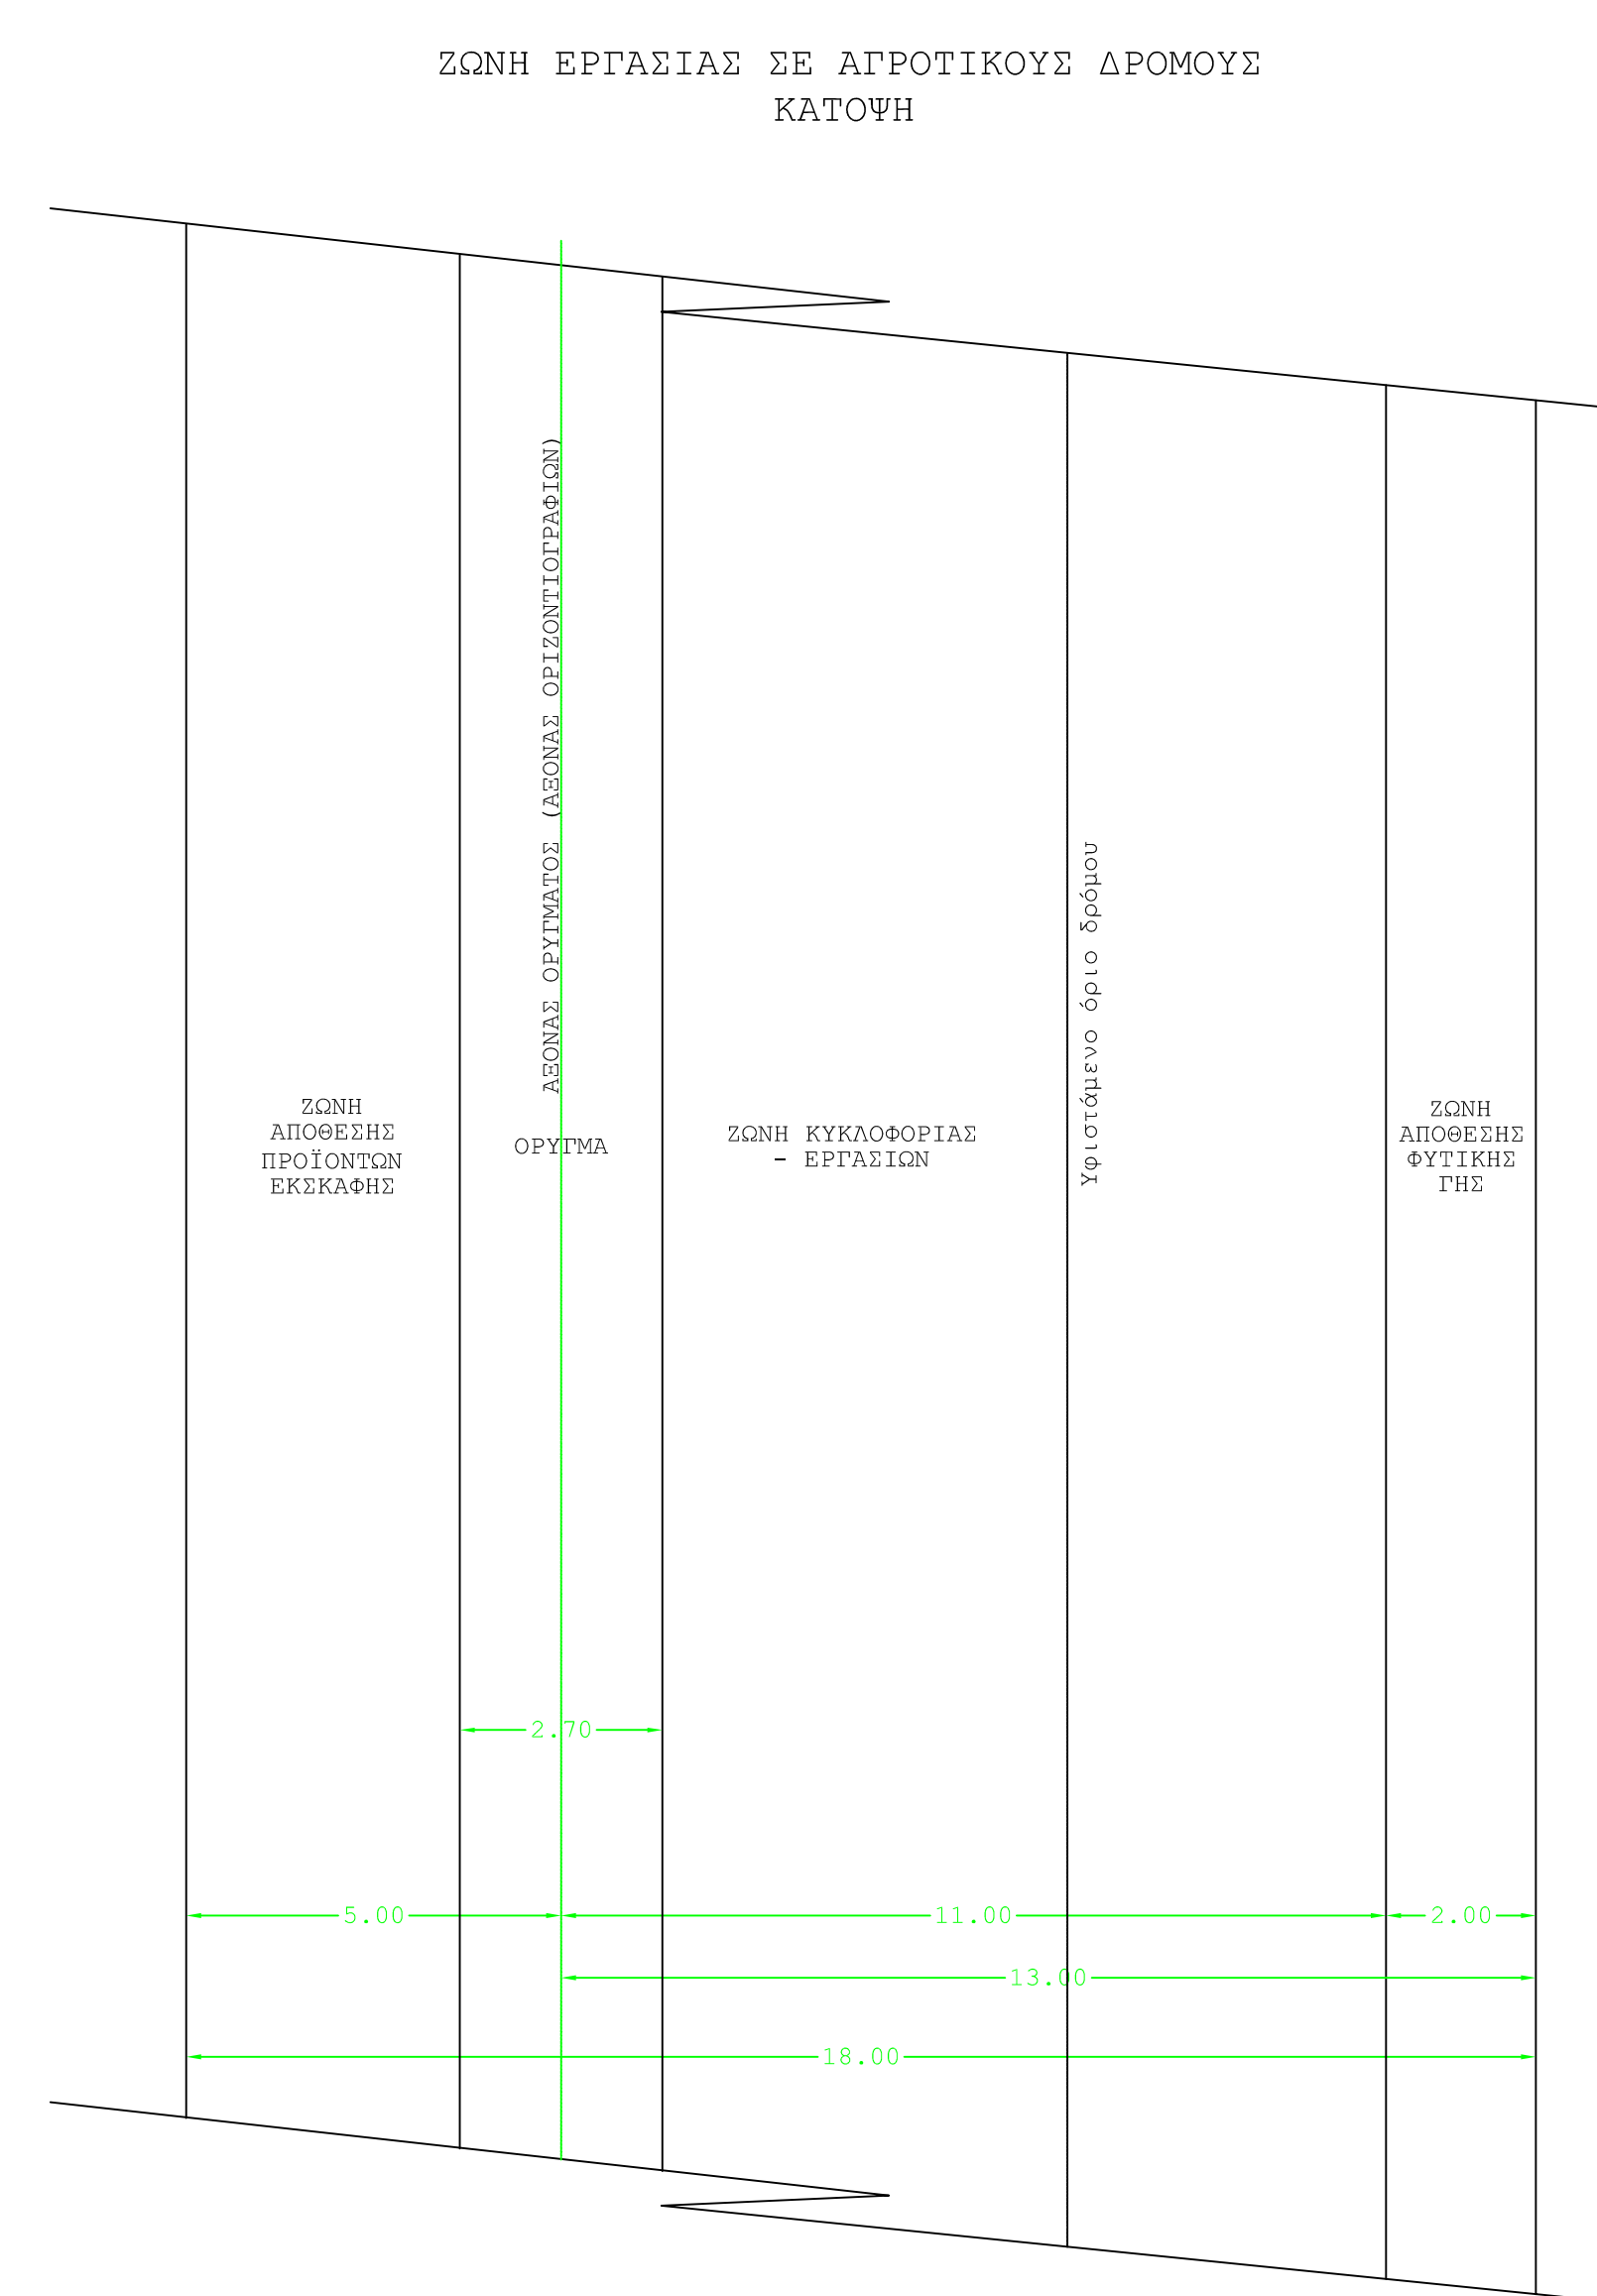 ΖΩΝΗ ΕΡΓΑΣΙΑΣ ΣΕ ΑΓΡΟΤΙΚΟΥΣ ΔΡΟΜΟΥΣ
ΚΑΤΟΨΗ
ΑΞΟΝΑΣ ΟΡΥΓΜΑΤΟΣ (ΑΞΟΝΑΣ ΟΡΙΖΟΝΤΙΟΓΡΑΦΙΩΝ)
Υφιστάμενο όριο δρόμου
ΖΩΝΗ
ΑΠΟΘΕΣΗΣ
ΠΡΟΪΟΝΤΩΝ
ΕΚΣΚΑΦΗΣ
ΟΡΥΓΜΑ
ΖΩΝΗ ΚΥΚΛΟΦΟΡΙΑΣ
- ΕΡΓΑΣΙΩΝ
ΖΩΝΗ
ΑΠΟΘΕΣΗΣ
ΦΥΤΙΚΗΣ
ΓΗΣ
2.70
5.00
11.00
2.00
13.00
18.00